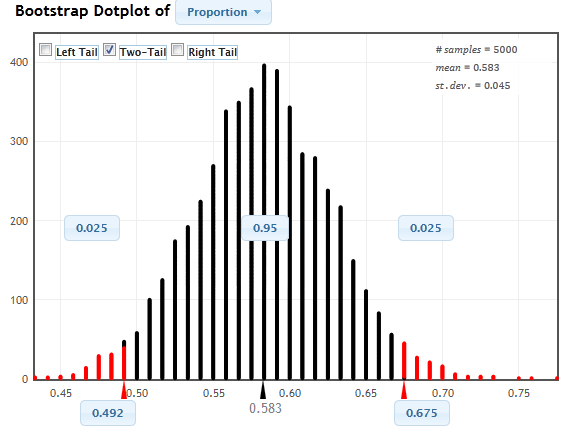 Bootstrap Dotplot of Proportion
Left Tail Two-Tail Right Tail
# samples = 5000
mean = 0.583
st.dev. = 0.045
400
300
200
100
0
0.025 0.95 0.025
0.45 0.50 0.55 0.60 0.65 0.70 0.75
0.492 0.583 0.675